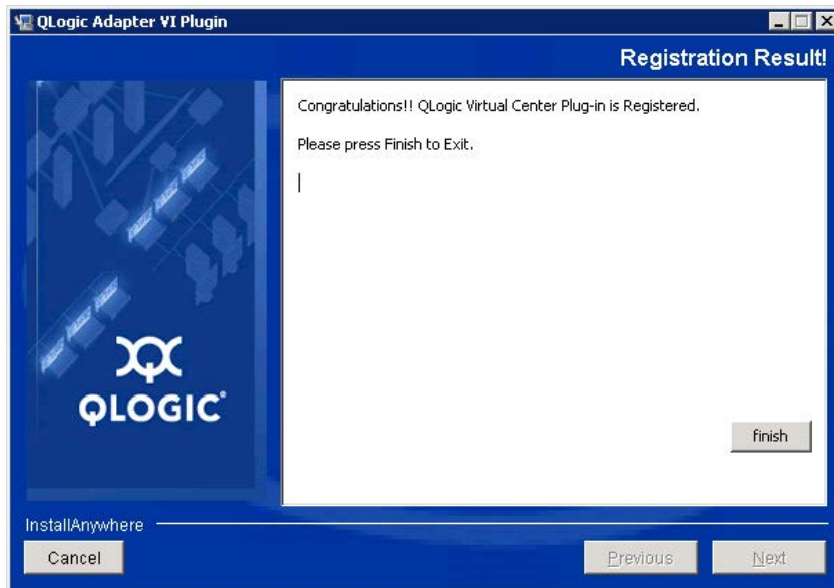 QLogic Adapter VI Plugin
Registration Result!
Congratulations!! QLogic Virtual Center Plug-in is Registered.
Please press Finish to Exit.
QLOGIC®
finish
InstallAnywhere
Cancel
Previous
Next